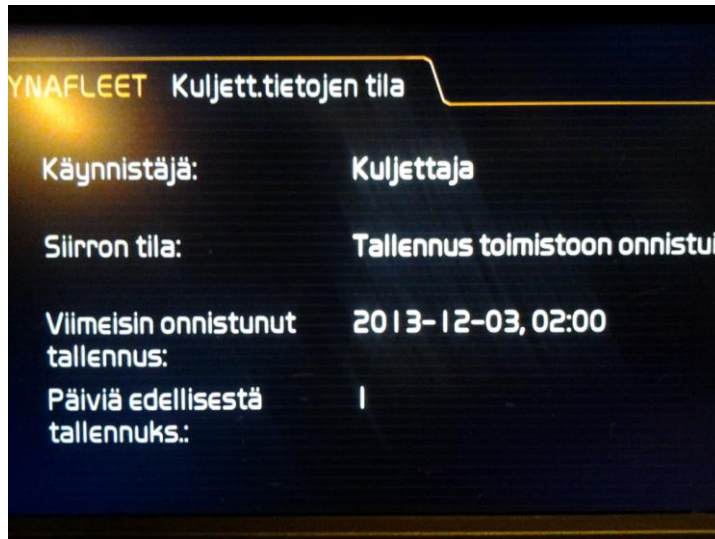 YNAFLEET Kuljett.tietojen tila
Käynnistäjä: Kuljettaja
Siirron tila: Tallennus toimistoon onnistui
Viimeisin onnistunut 2013-12-03, 02:00
tallennus:
Päiviä edellisestä 1
tallennuks.: